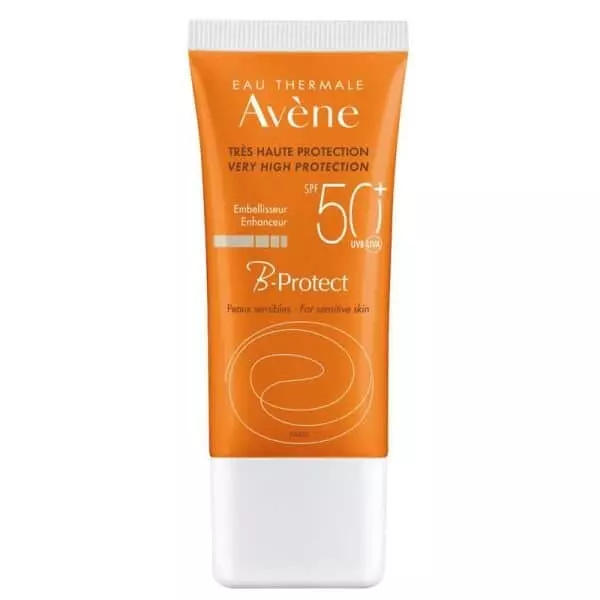 EAU THERMALE
Avène
TRÈS HAUTE PROTECTION
VERY HIGH PROTECTION
SPF 50+
UVB-UVA
Embellisseur
Enhanceur
B-Protect
Peaux sensibles - For sensitive skin
PARIS